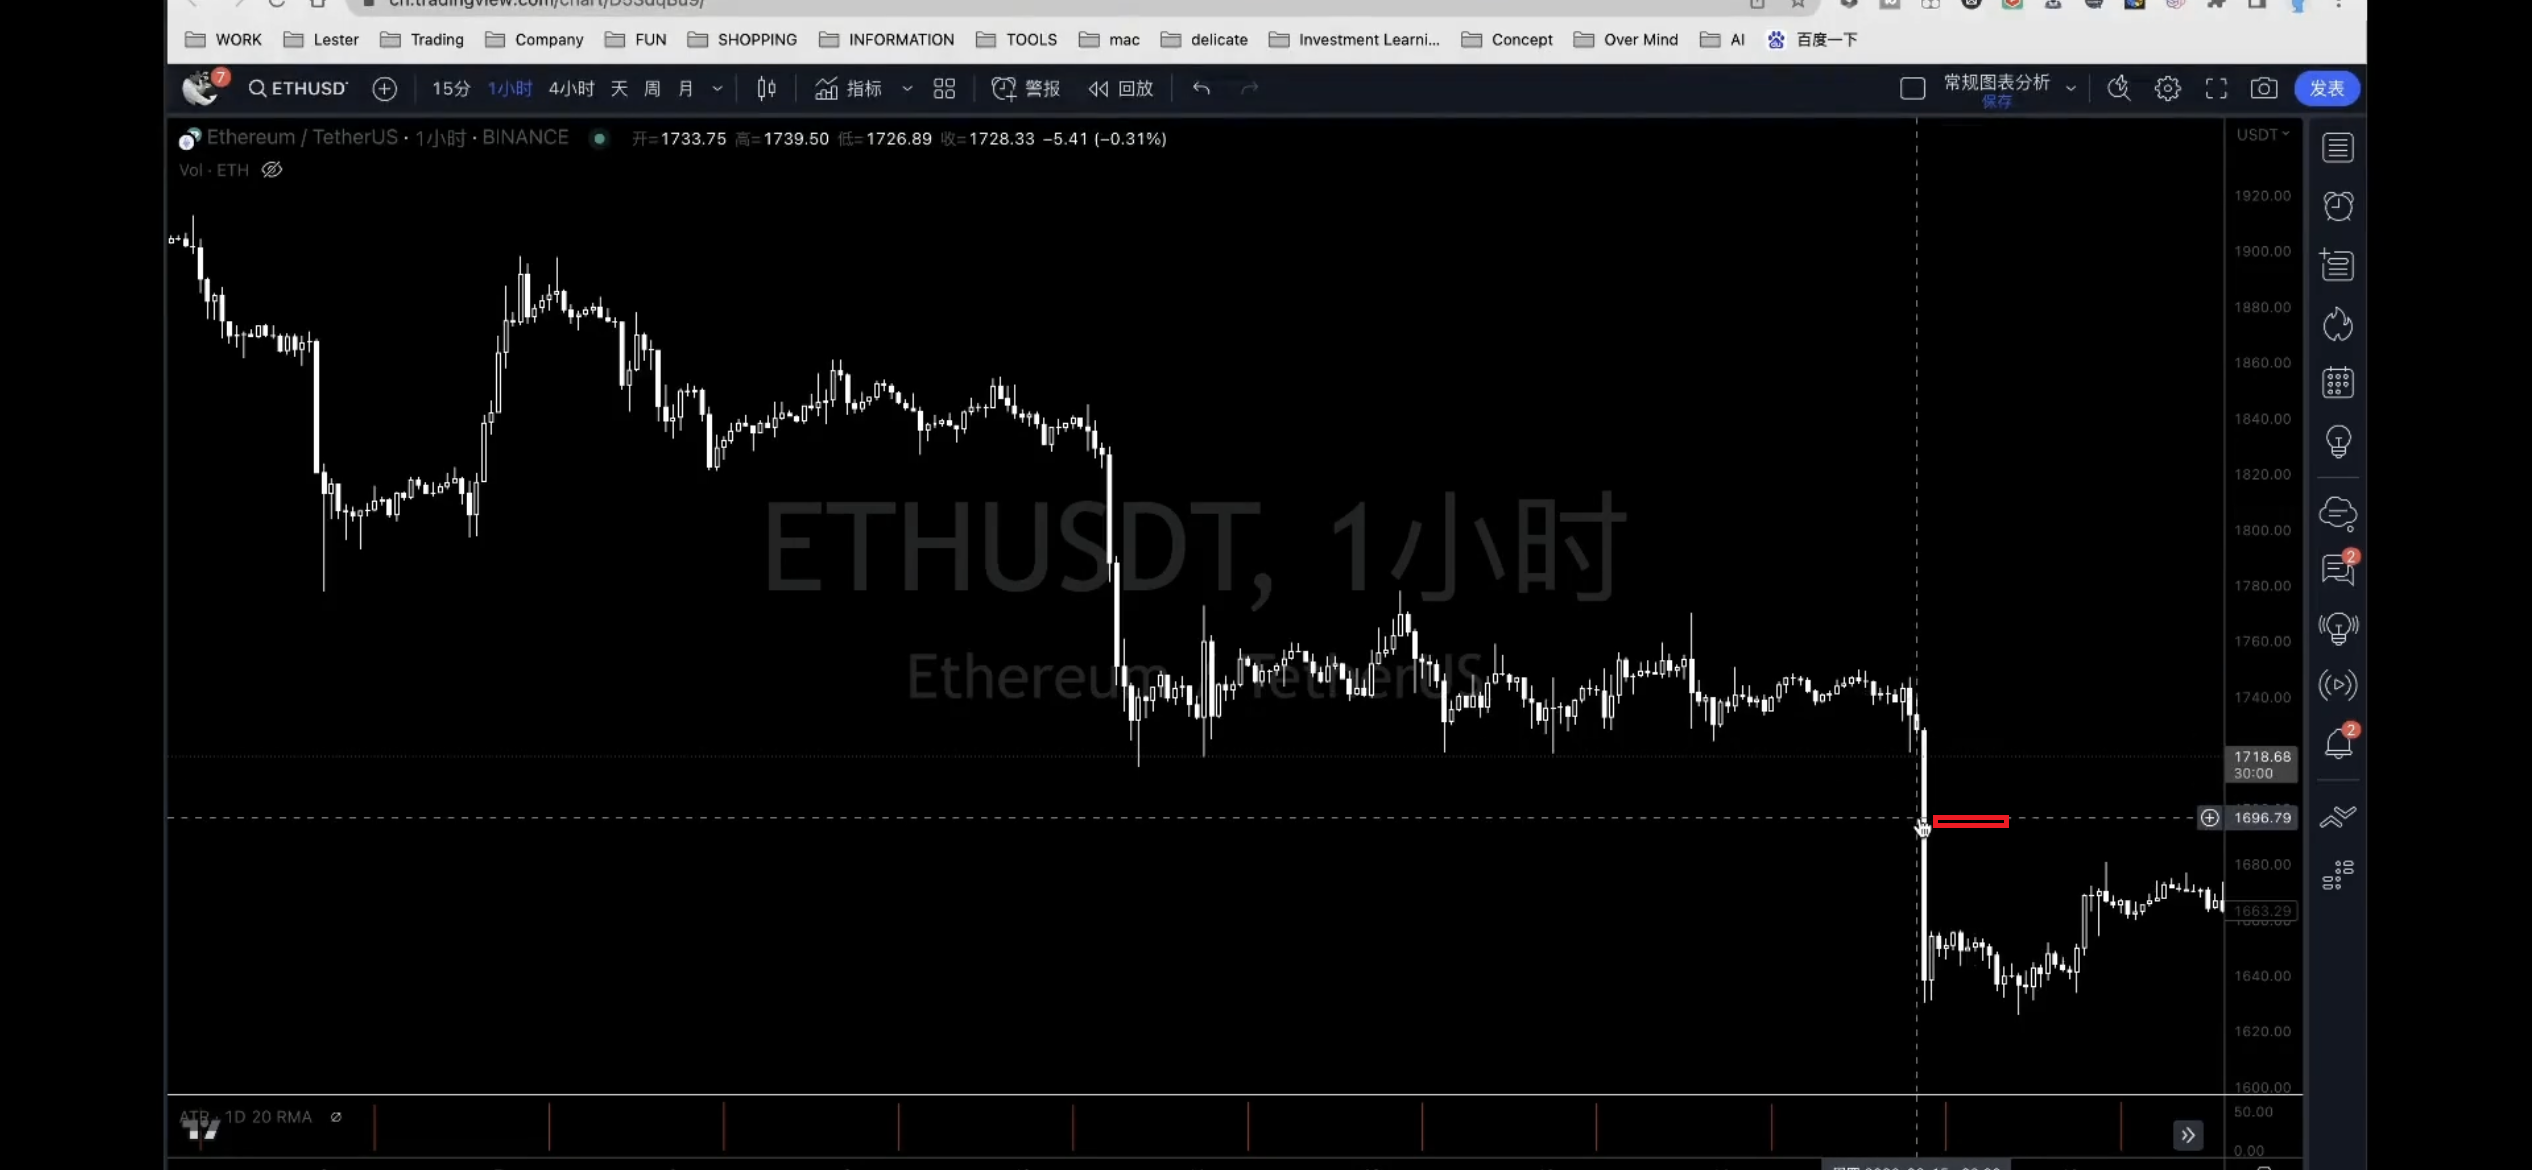 WORK Lester Trading Company FUN SHOPPING INFORMATION TOOLS mac delicate Investment Learni... Concept Over Mind AI 百度一下
7 ETHUSD 15分 1小时 4小时 天 周 月 指标 警报 回放 常规图表分析 发表
保存
Ethereum / TetherUS · 1小时 · BINANCE 开=1733.75 高=1739.50 低=1726.89 收=1728.33 −5.41 (−0.31%) USDT
Vol · ETH
1920.00
1900.00
1880.00
1860.00
1840.00
1820.00
ETHUSDT, 1小时
1800.00
2
1780.00
1760.00
Ethereum / TetherUS
1740.00
2
1718.68
30:00
1696.79
1680.00
1663.29
1640.00
1620.00
1600.00
ATR 1D 20 RMA ⌀
50.00
0.00